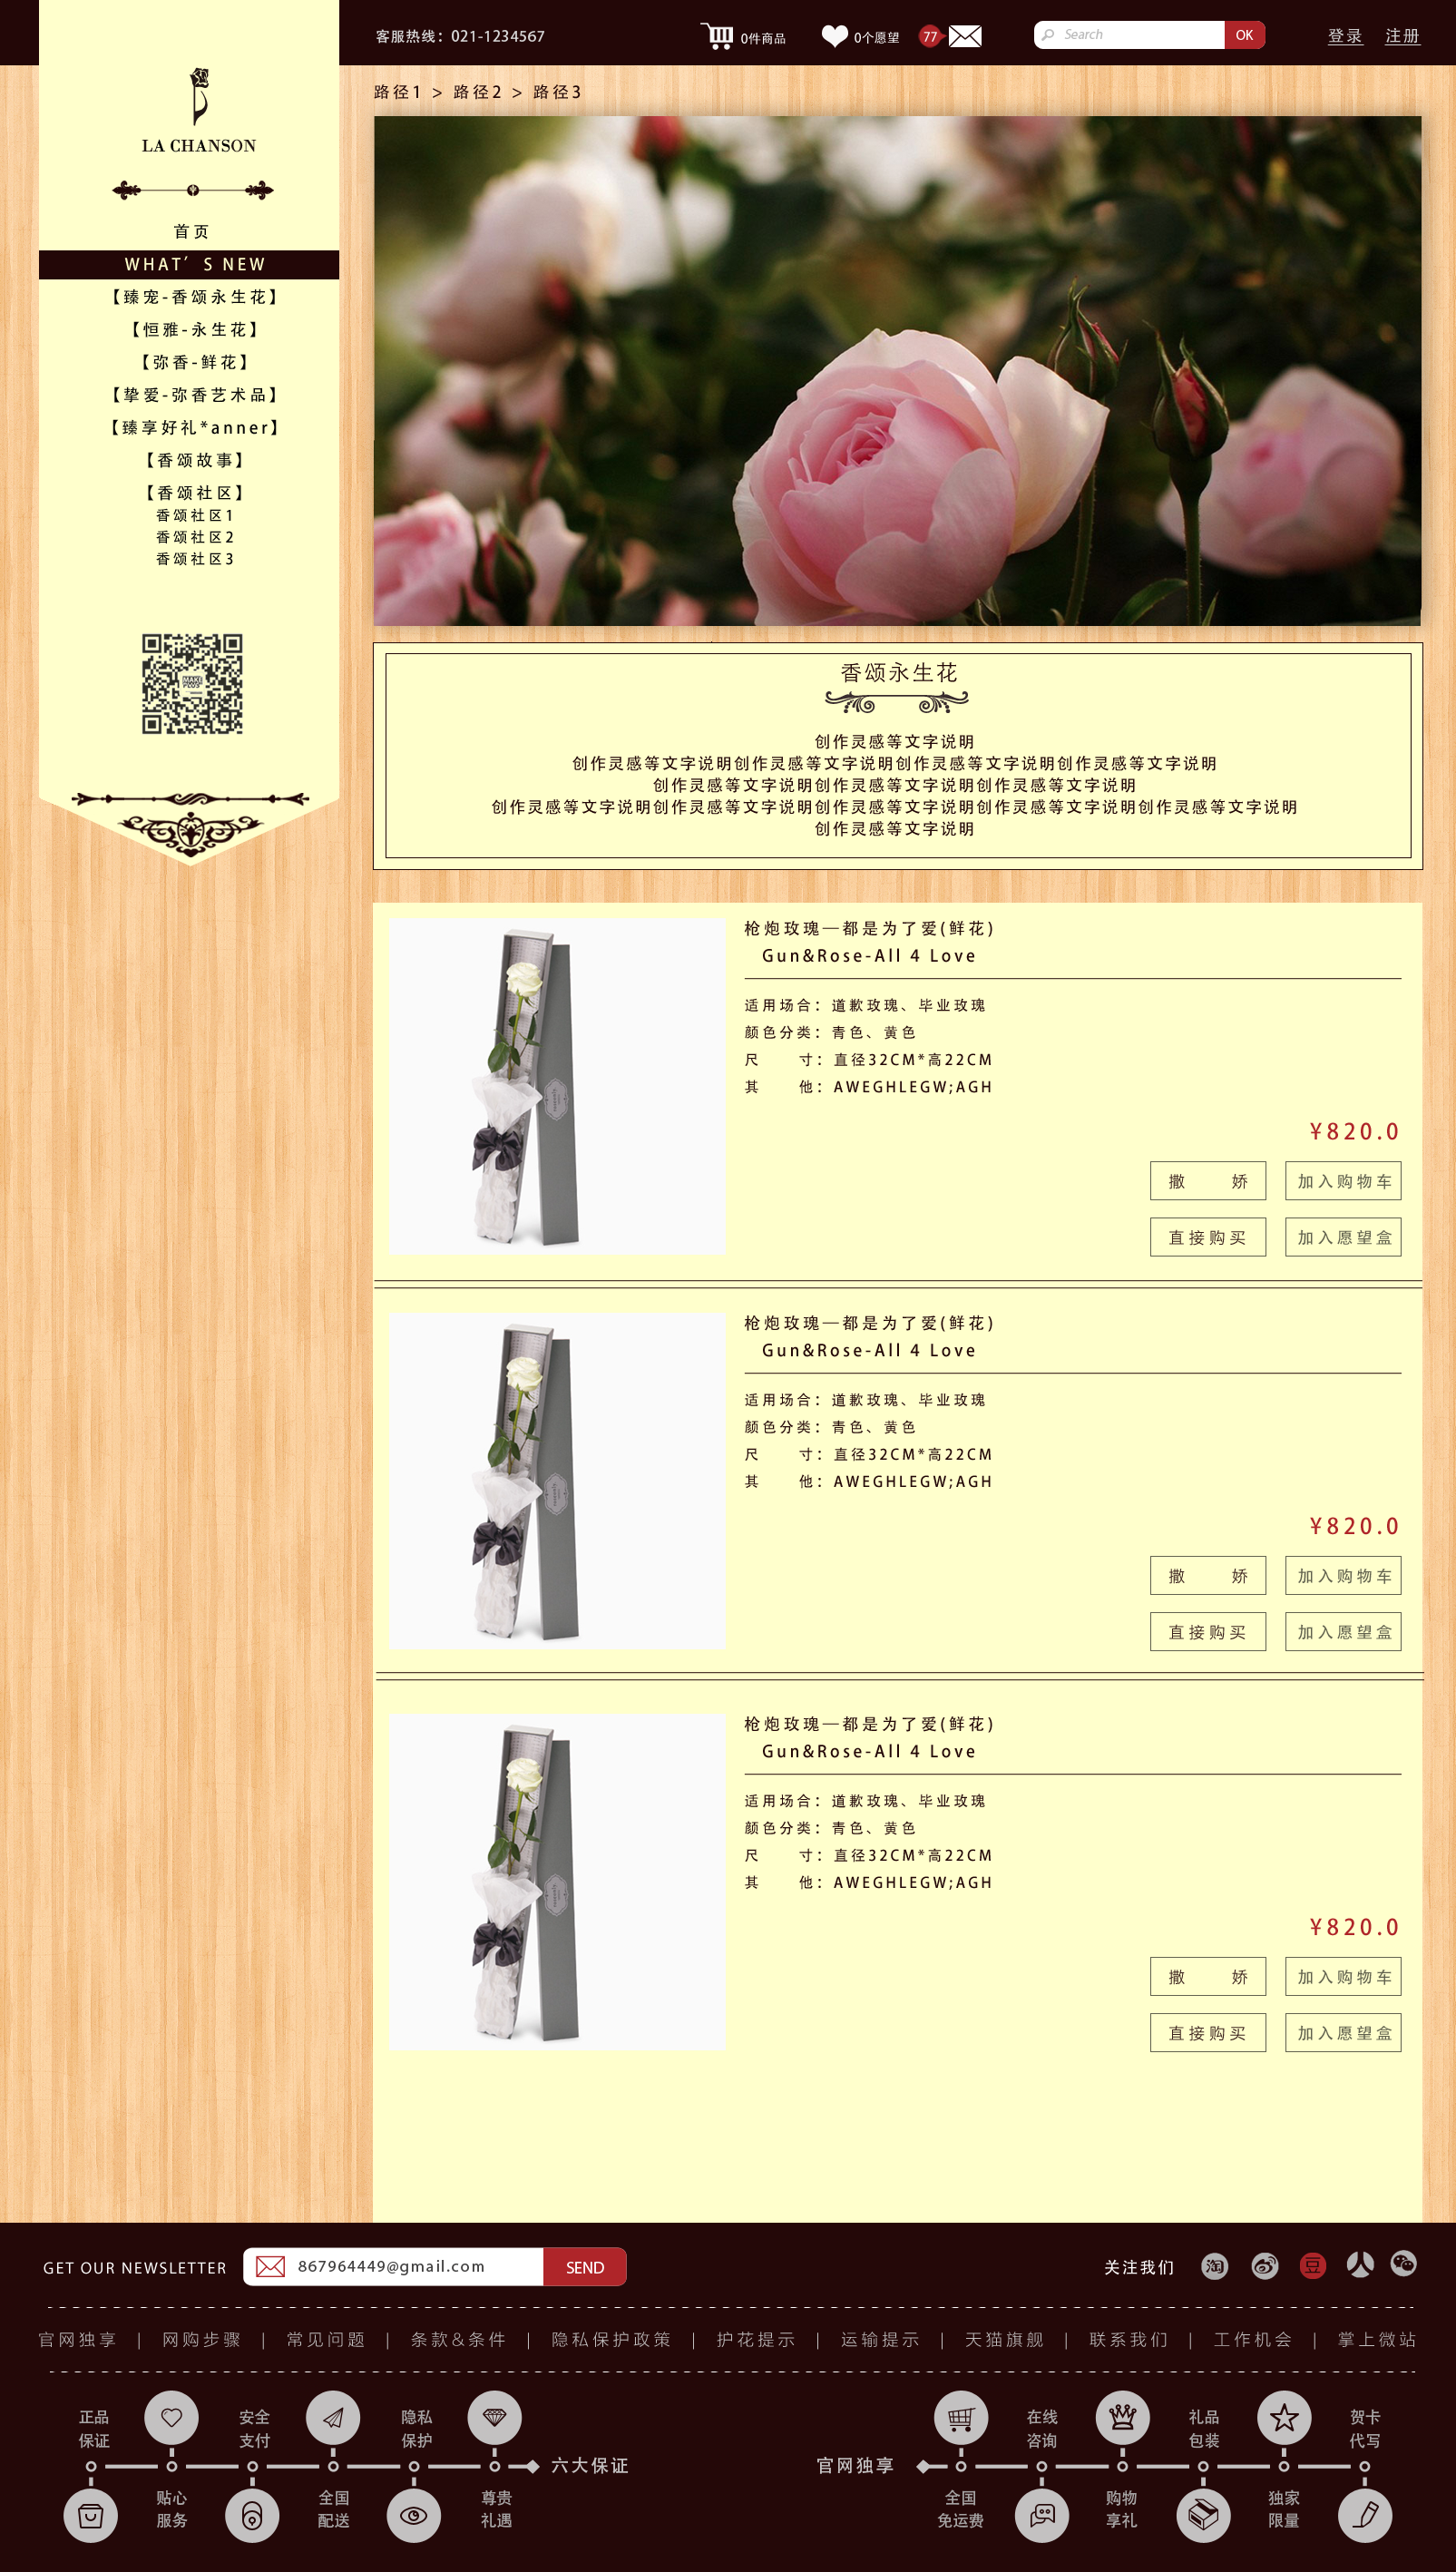 客服热线：021-1234567
0件商品
0个愿望
77
Search
OK
登录
注册
LA CHANSON
首页
WHAT’S NEW
【臻宠-香颂永生花】
【恒雅-永生花】
【弥香-鲜花】
【挚爱-弥香艺术品】
【臻享好礼*anner】
【香颂故事】
【香颂社区】
香颂社区1
香颂社区2
香颂社区3
路径1 > 路径2 > 路径3
香颂永生花
创作灵感等文字说明
创作灵感等文字说明创作灵感等文字说明创作灵感等文字说明创作灵感等文字说明
创作灵感等文字说明创作灵感等文字说明创作灵感等文字说明
创作灵感等文字说明创作灵感等文字说明创作灵感等文字说明创作灵感等文字说明创作灵感等文字说明
创作灵感等文字说明
枪炮玫瑰—都是为了爱(鲜花)
Gun&Rose-All 4 Love
适用场合：道歉玫瑰、毕业玫瑰
颜色分类：青色、黄色
尺 寸：直径32CM*高22CM
其 他：AWEGHLEGW;AGH
¥820.0
撒 娇
加入购物车
直接购买
加入愿望盒
枪炮玫瑰—都是为了爱(鲜花)
Gun&Rose-All 4 Love
适用场合：道歉玫瑰、毕业玫瑰
颜色分类：青色、黄色
尺 寸：直径32CM*高22CM
其 他：AWEGHLEGW;AGH
¥820.0
撒 娇
加入购物车
直接购买
加入愿望盒
枪炮玫瑰—都是为了爱(鲜花)
Gun&Rose-All 4 Love
适用场合：道歉玫瑰、毕业玫瑰
颜色分类：青色、黄色
尺 寸：直径32CM*高22CM
其 他：AWEGHLEGW;AGH
¥820.0
撒 娇
加入购物车
直接购买
加入愿望盒
GET OUR NEWSLETTER
867964449@gmail.com
SEND
关注我们
淘
豆
官网独享 | 网购步骤 | 常见问题 | 条款&条件 | 隐私保护政策 | 护花提示 | 运输提示 | 天猫旗舰 | 联系我们 | 工作机会 | 掌上微站
正品
保证
安全
支付
隐私
保护
六大保证
贴心
服务
全国
配送
尊贵
礼遇
官网独享
在线
咨询
礼品
包装
贺卡
代写
全国
免运费
购物
享礼
独家
限量